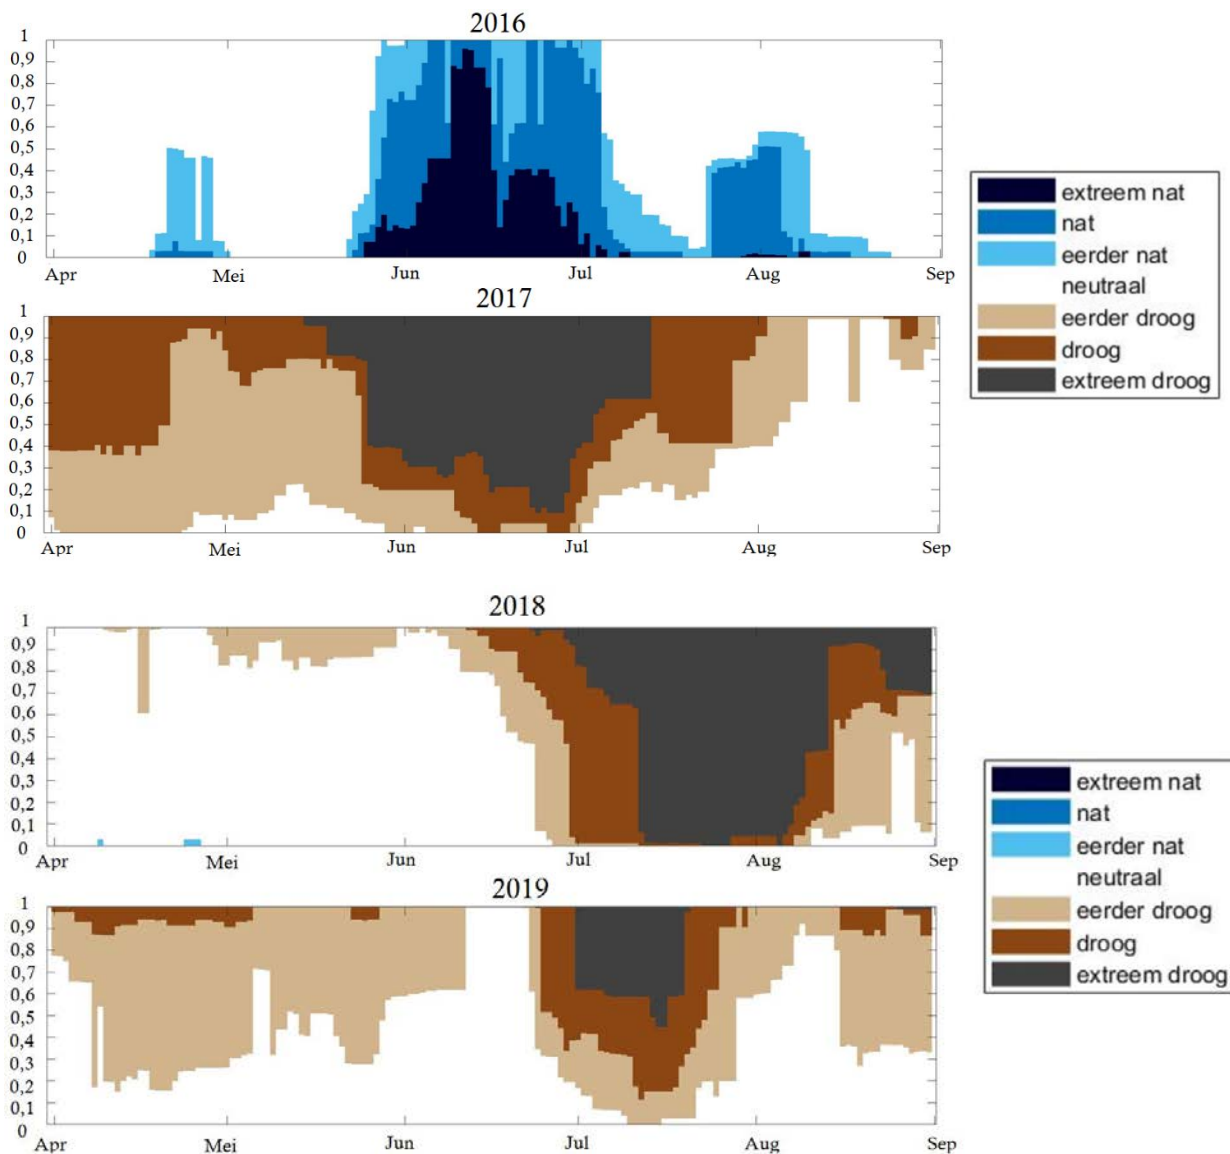 2016
1
0,9
0,8
0,7
0,6
0,5
0,4
0,3
0,2
0,1
0
Apr Mei Jun Jul Aug Sep
extreem nat
nat
eerder nat
neutraal
eerder droog
droog
extreem droog
2017
1
0,9
0,8
0,7
0,6
0,5
0,4
0,3
0,2
0,1
0
Apr Mei Jun Jul Aug Sep
2018
1
0,9
0,8
0,7
0,6
0,5
0,4
0,3
0,2
0,1
0
Apr Mei Jun Jul Aug Sep
extreem nat
nat
eerder nat
neutraal
eerder droog
droog
extreem droog
2019
1
0,9
0,8
0,7
0,6
0,5
0,4
0,3
0,2
0,1
0
Apr Mei Jun Jul Aug Sep